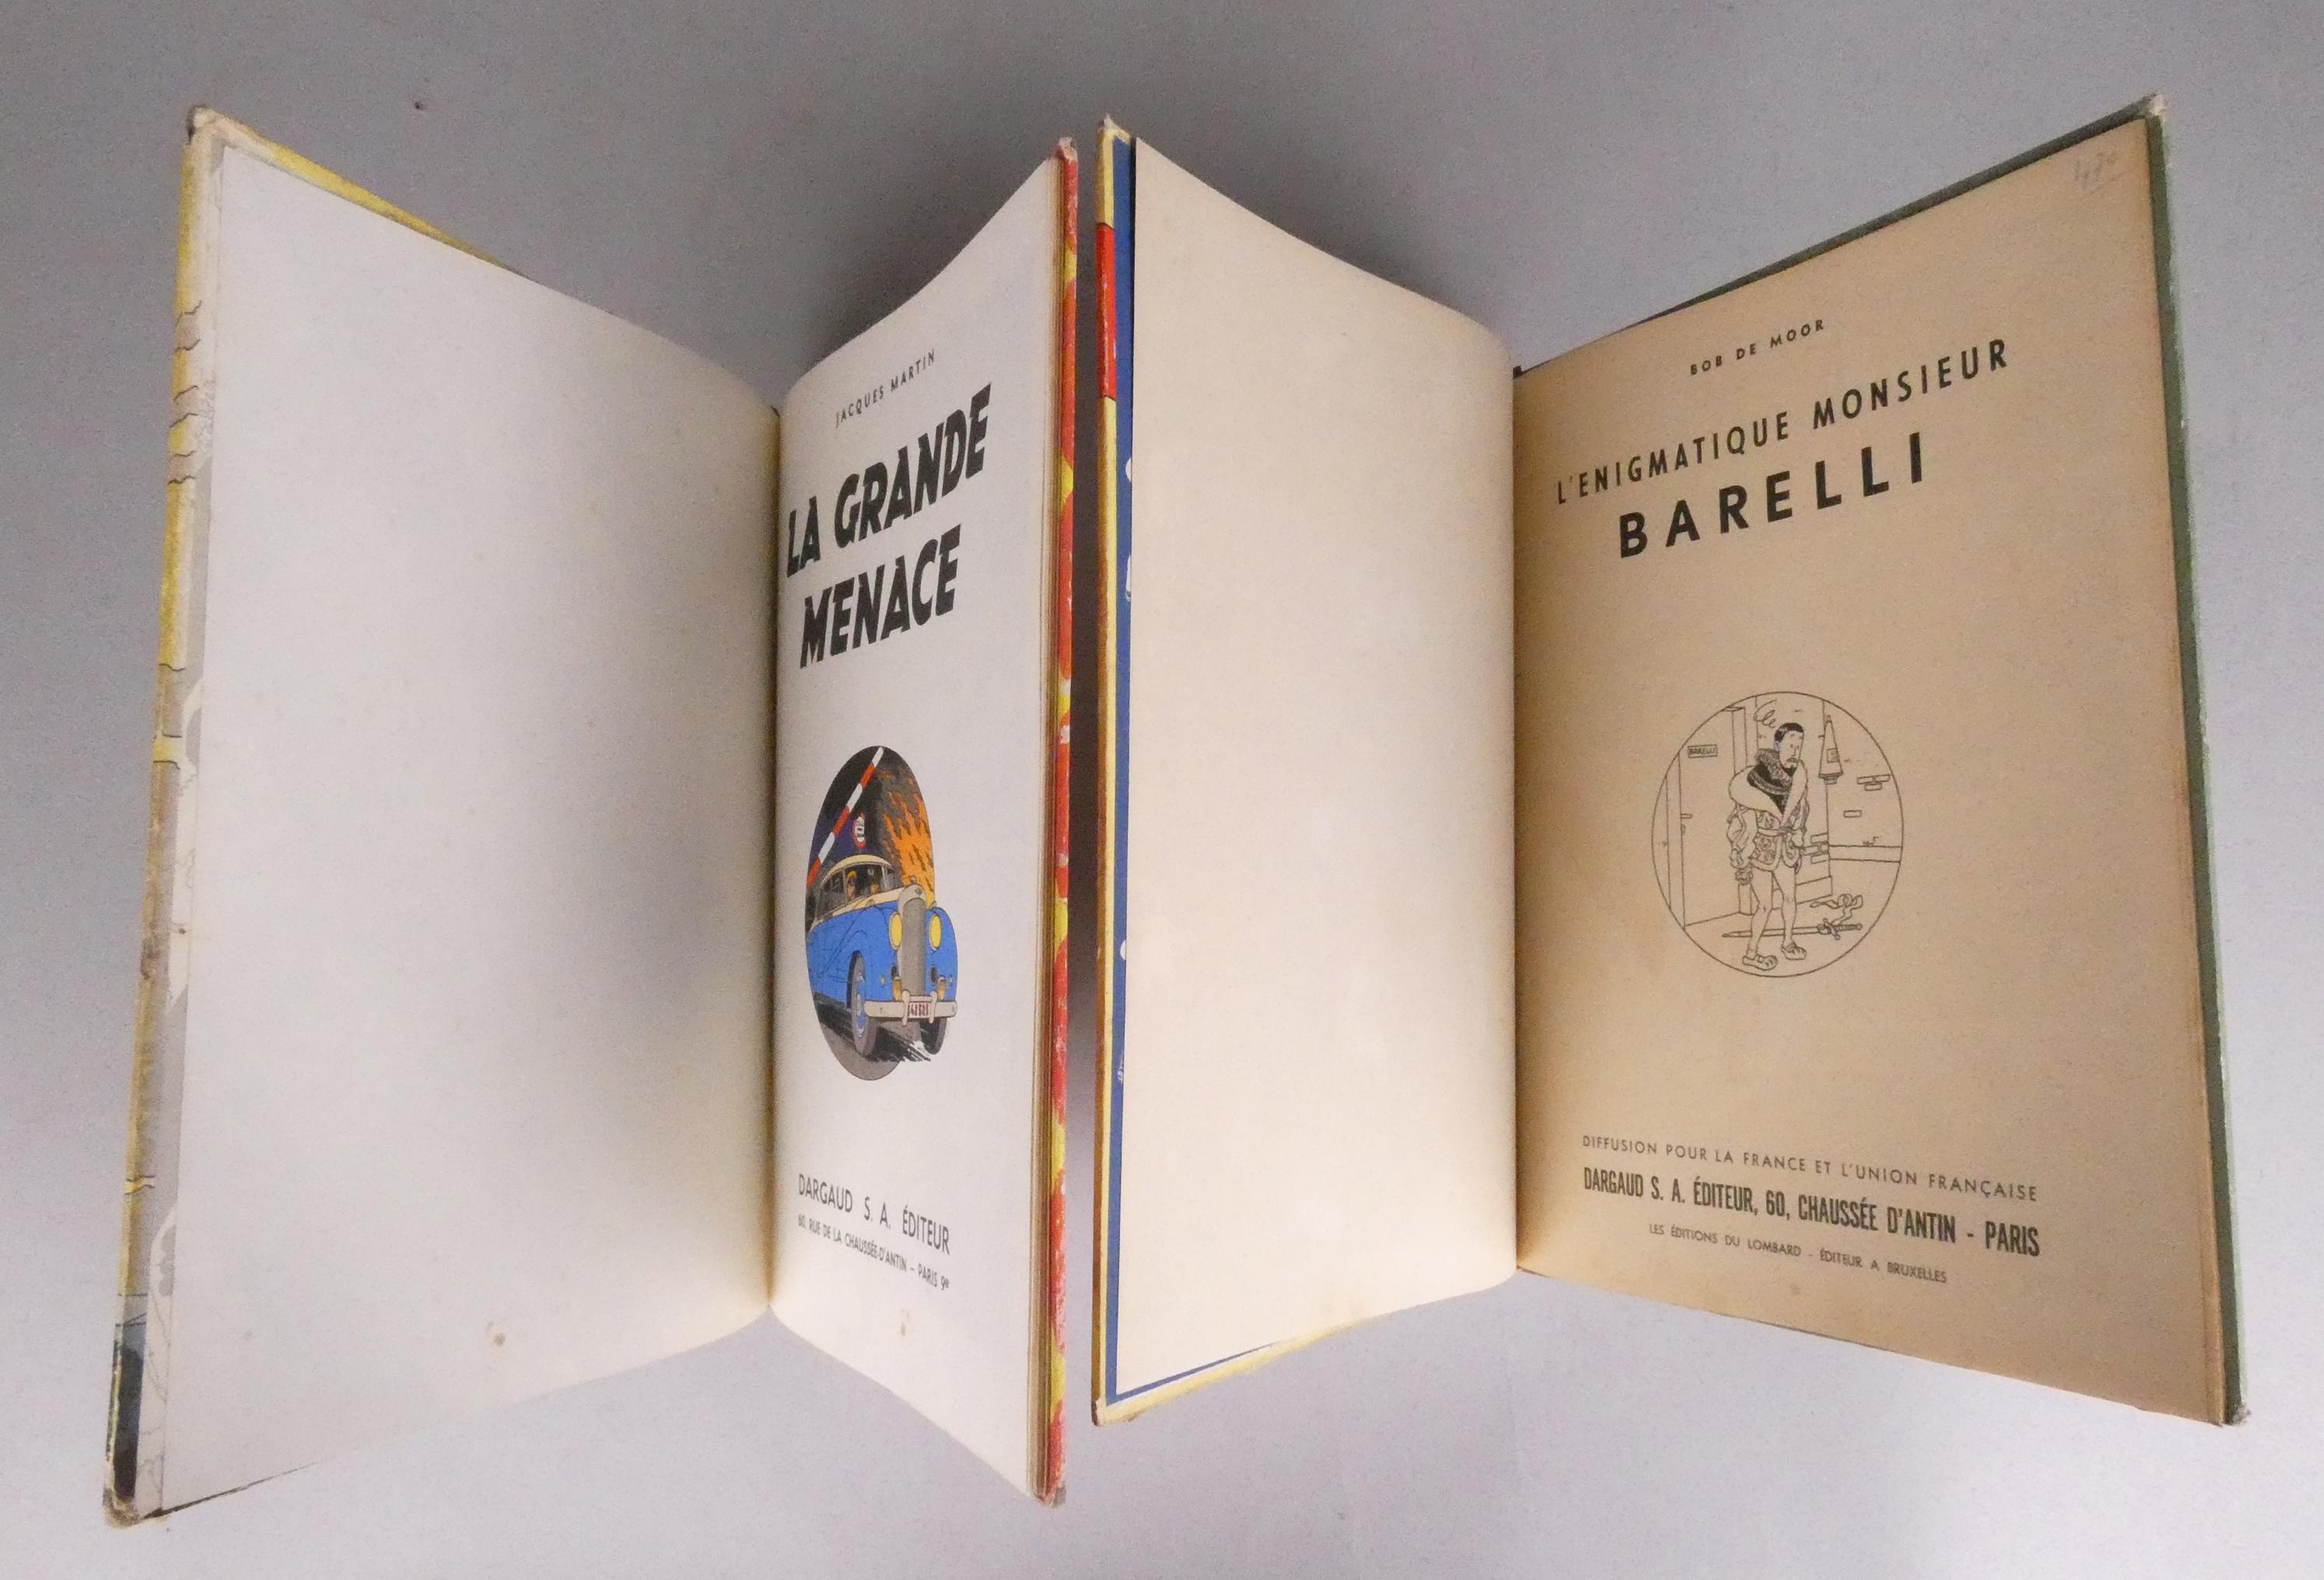 JACQUES MARTIN
LA GRANDE
MENACE
DARGAUD S. A. ÉDITEUR
60, RUE DE LA CHAUSSÉE-D'ANTIN – PARIS 9e
BOB DE MOOR
L'ENIGMATIQUE MONSIEUR
BARELLI
BARELLI
DIFFUSION POUR LA FRANCE ET L'UNION FRANÇAISE
DARGAUD S. A. ÉDITEUR, 60, CHAUSSÉE D'ANTIN - PARIS
LES ÉDITIONS DU LOMBARD - ÉDITEUR A BRUXELLES